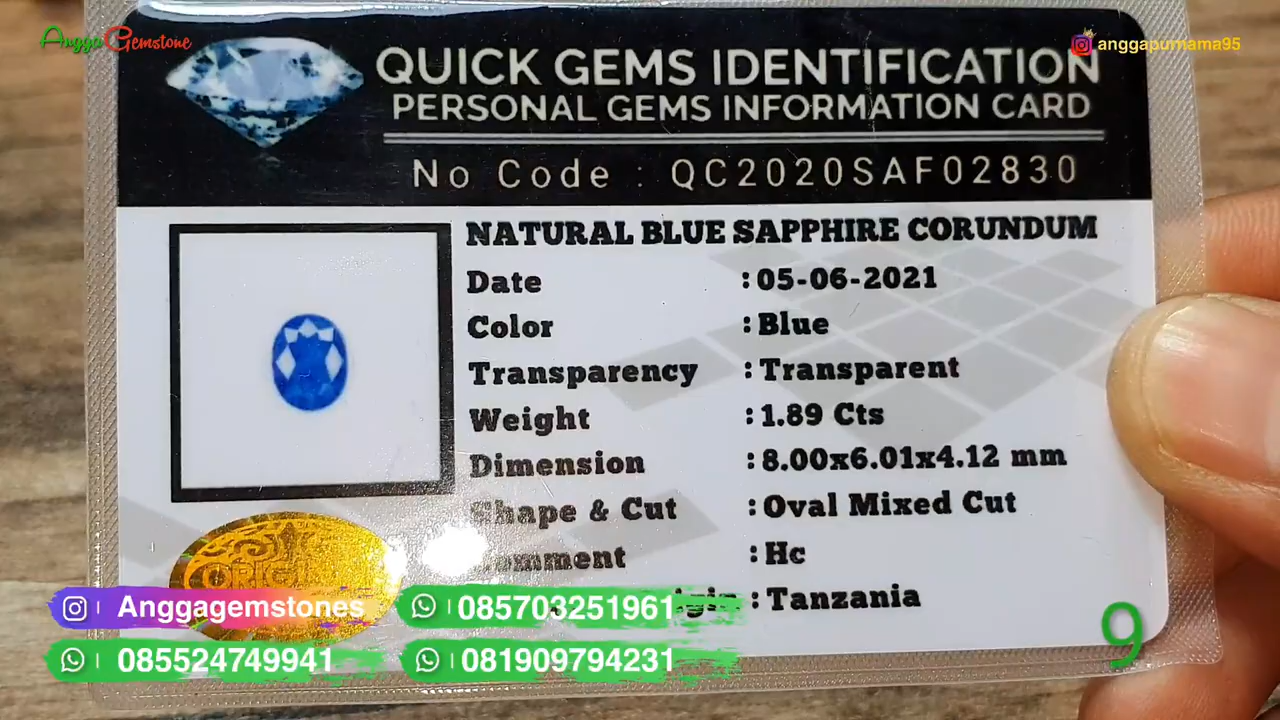 Angga Gemstone
anggapurnama95
QUICK GEMS IDENTIFICATION
PERSONAL GEMS INFORMATION CARD
No Code : QC2020SAF02830
NATURAL BLUE SAPPHIRE CORUNDUM
Date : 05-06-2021
Color : Blue
Transparency : Transparent
Weight : 1.89 Cts
Dimension : 8.00x6.01x4.12 mm
Shape & Cut : Oval Mixed Cut
Comment : Hc
: Tanzania
Anggagemstones
085703251961
085524749941
081909794231
9